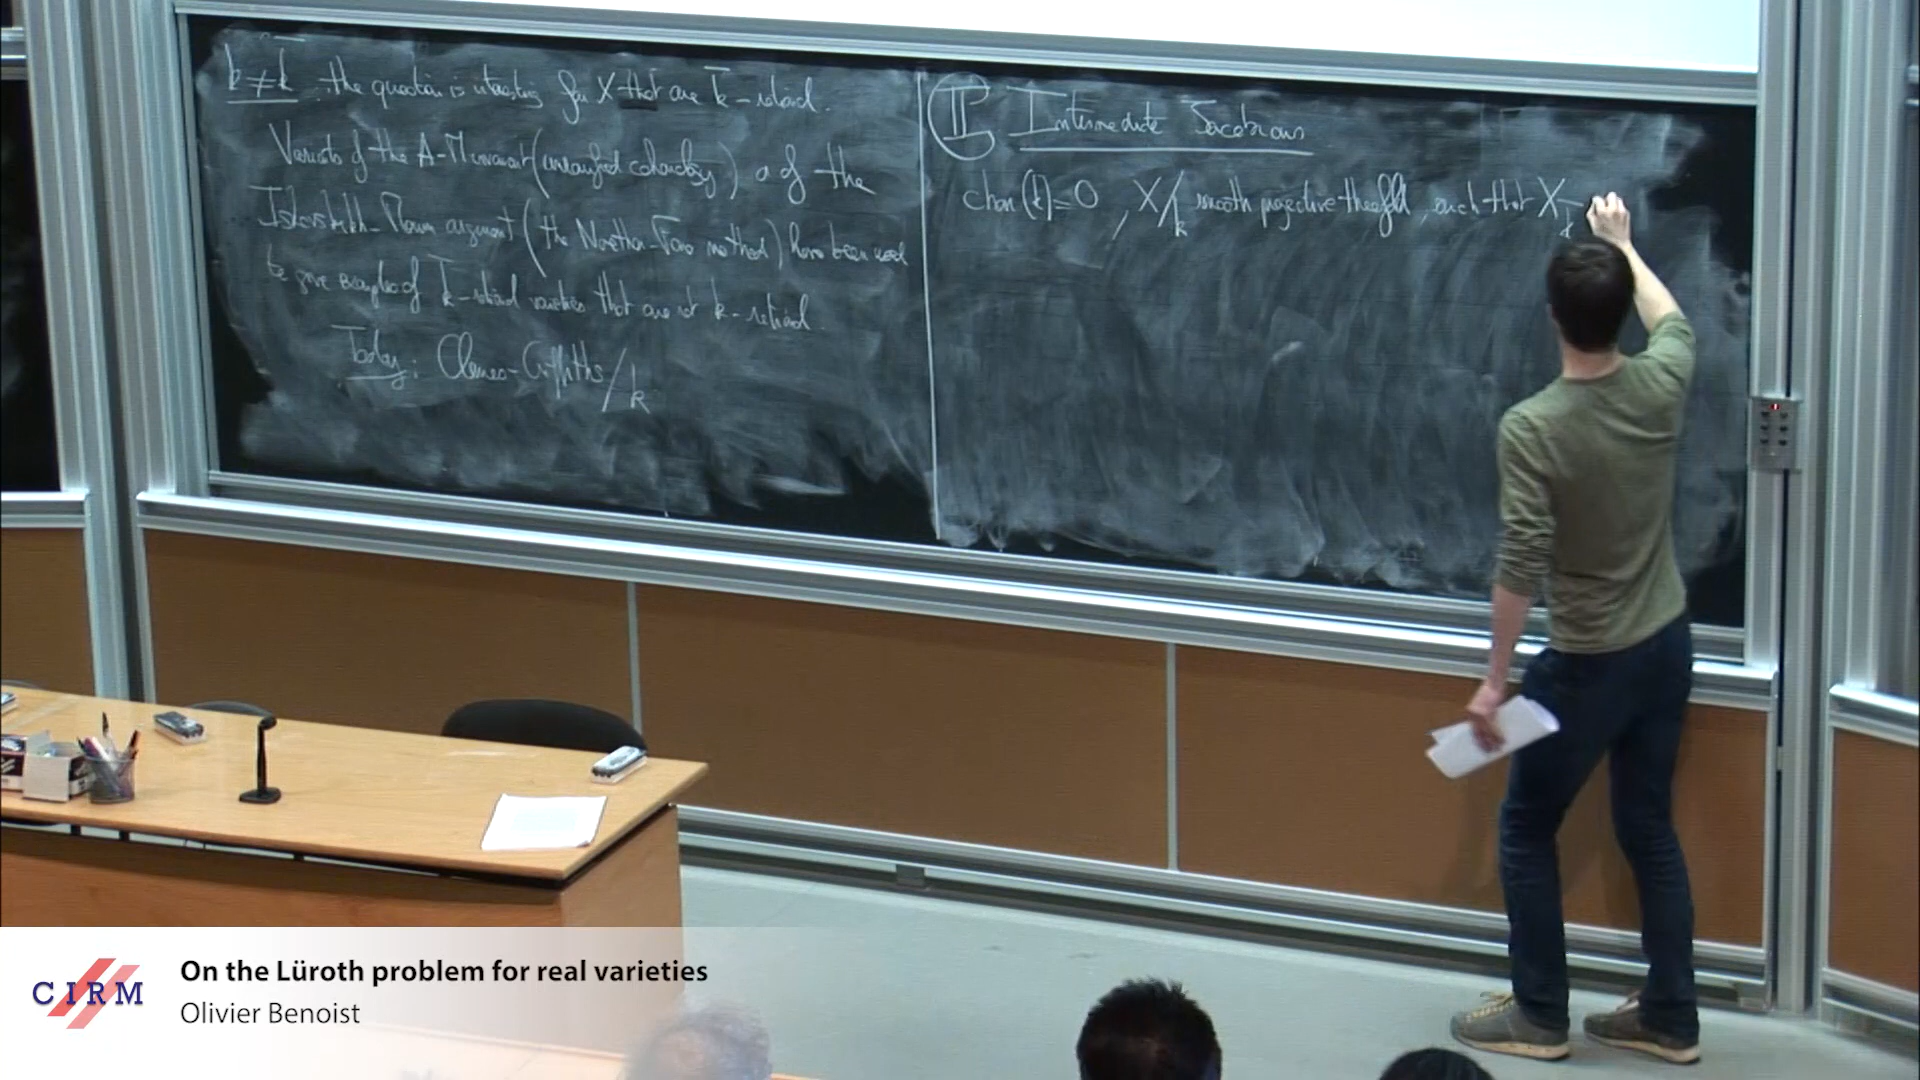 k ≠ k̄ : the question is interesting for X that are k̄-rational.
Variants of the A-M invariant (unramified cohomology) or of the
Iskovskikh-Manin argument (the Noether-Fano method) have been used
to give examples of k̄-rational varieties that are not k-rational.
Today: Clemens-Griffiths/k
II Intermediate Jacobians
char(k)=0, X/k smooth projective threefold, such that X_k̄
CIRM
On the Lüroth problem for real varieties
Olivier Benoist